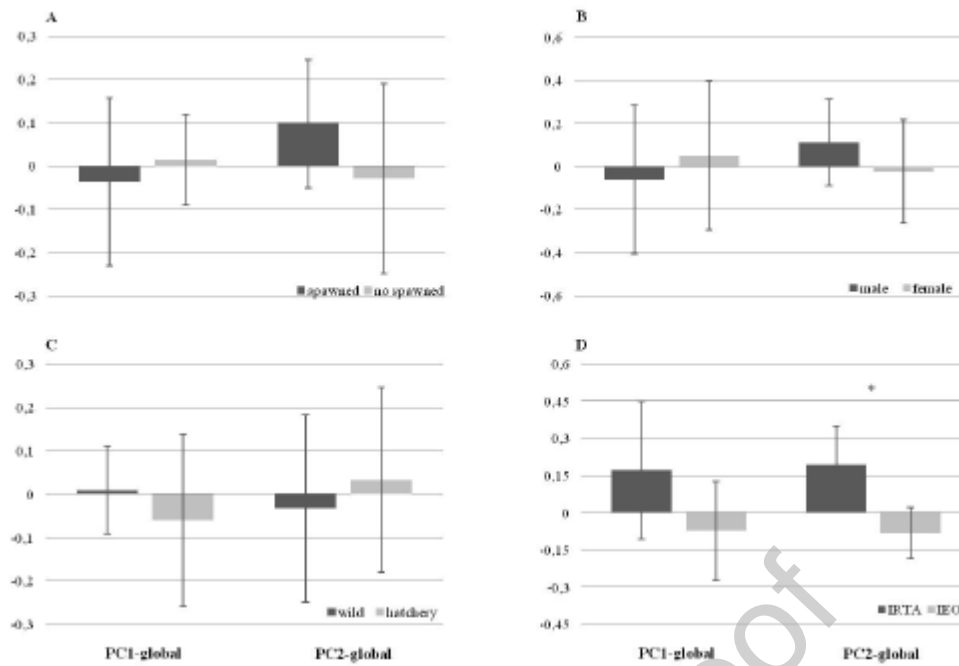 A
0,3
0,2
0,1
0
-0,1
-0,2
-0,3
spawned no spawned
B
0,6
0,4
0,2
0
-0,2
-0,4
-0,6
male female
C
0,3
0,2
0,1
0
-0,1
-0,2
-0,3
wild hatchery
PC1-global PC2-global
D
0,6
0,45
0,3
0,15
0
-0,15
-0,3
-0,45
*
IRTA IEO
PC1-global PC2-global
oof